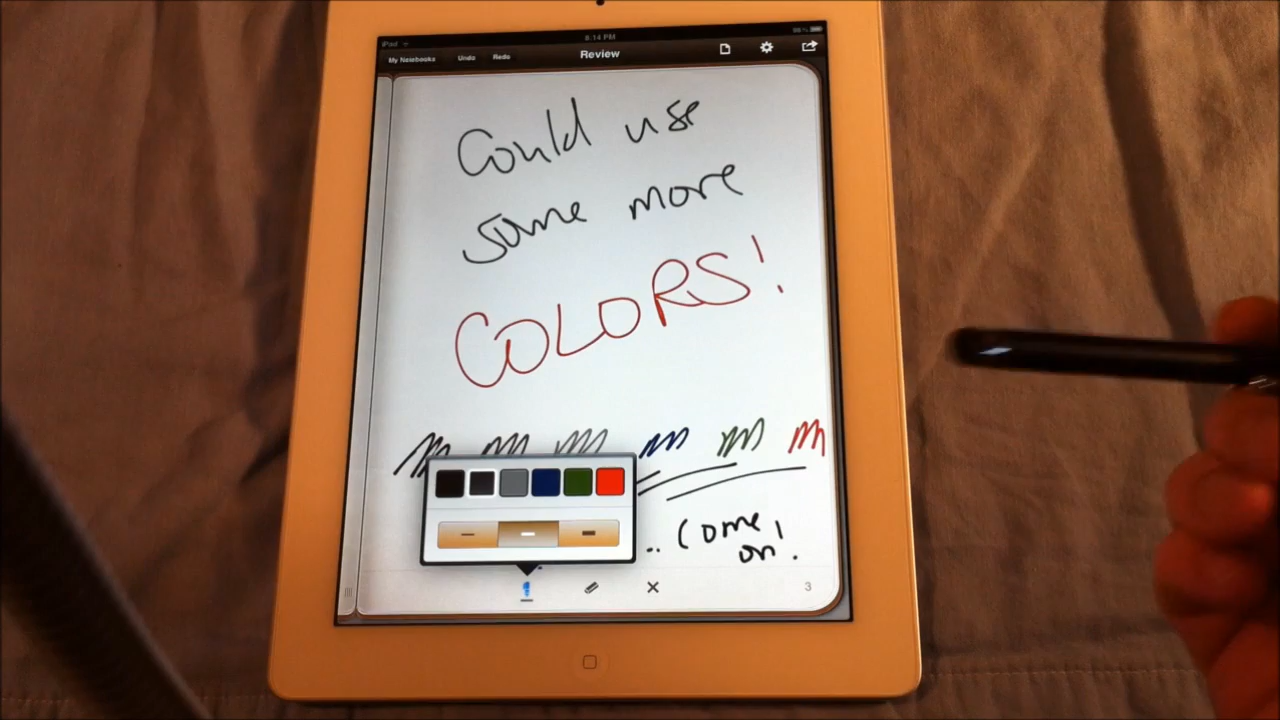 iPad 8:14 PM
My Notebooks Undo Redo Review
Could use
some more
COLORS!
.. Come
on!
3